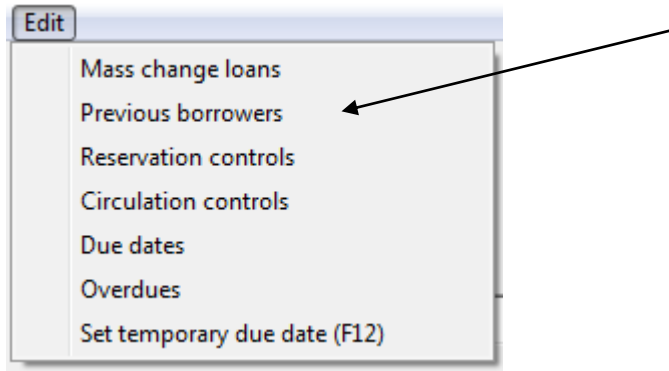 Edit
Mass change loans
Previous borrowers
Reservation controls
Circulation controls
Due dates
Overdues
Set temporary due date (F12)